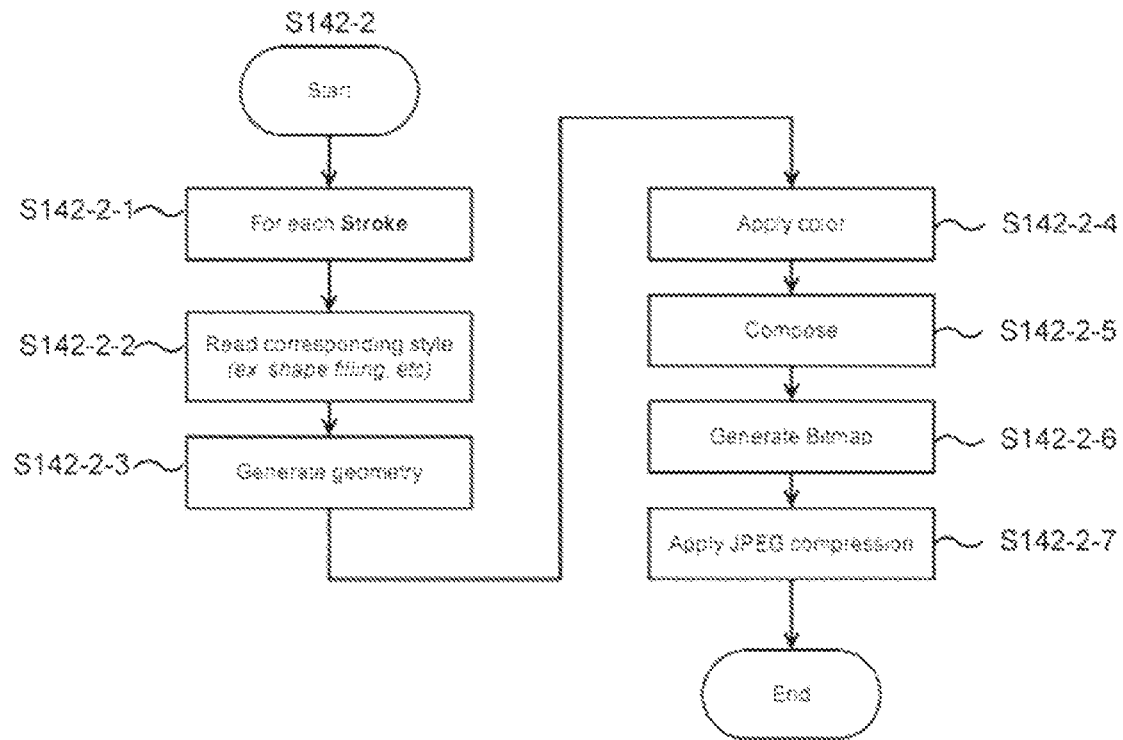 S142-2
Start
S142-2-1
For each Stroke
S142-2-2
Read corresponding style
(ex. shape filling, etc)
S142-2-3
Generate geometry
Apply color
S142-2-4
Compose
S142-2-5
Generate Bitmap
S142-2-6
Apply JPEG compression
S142-2-7
End